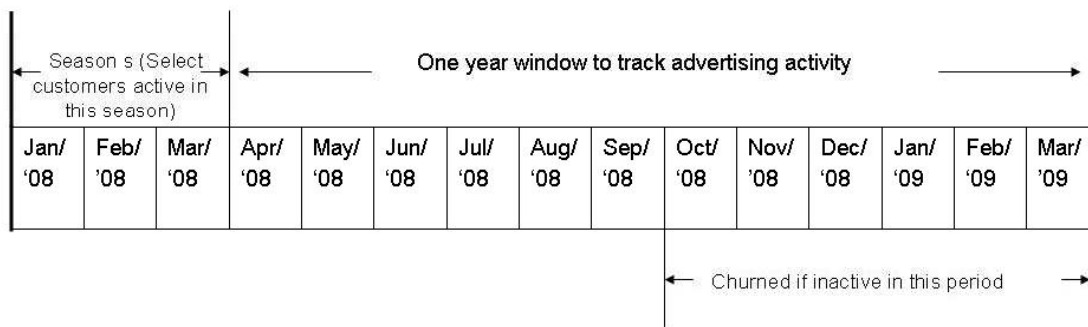 Season s (Select
customers active in
this season)
One year window to track advertising activity
Jan/ Feb/ Mar/ Apr/ May/ Jun/ Jul/ Aug/ Sep/ Oct/ Nov/ Dec/ Jan/ Feb/ Mar/
‘08 ’08 ‘08 ‘08 ‘08 ‘08 ‘08 ‘08 ‘08 ‘08 ’08 ‘08 ‘09 ‘09 ’09
Churned if inactive in this period